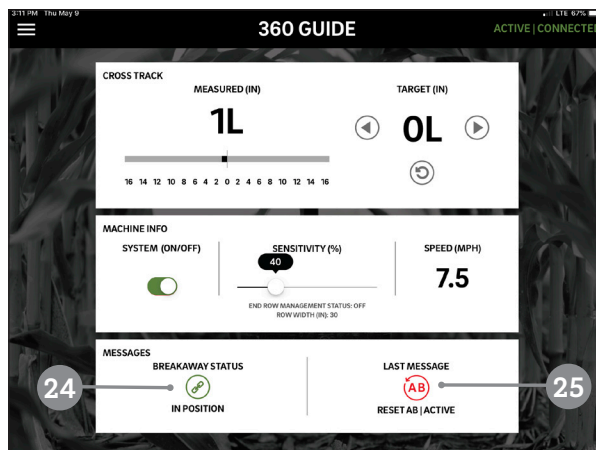 3:11 PM Thu May 9
LTE 67%
360 GUIDE
ACTIVE | CONNECTED
CROSS TRACK
MEASURED (IN)
TARGET (IN)
1L
0L
16 14 12 10 8 6 4 2 0 2 4 6 8 10 12 14 16
MACHINE INFO
SYSTEM (ON/OFF)
SENSITIVITY (%)
SPEED (MPH)
40
7.5
END ROW MANAGEMENT STATUS: OFF
ROW WIDTH (IN): 30
MESSAGES
BREAKAWAY STATUS
LAST MESSAGE
24
AB
25
IN POSITION
RESET AB | ACTIVE